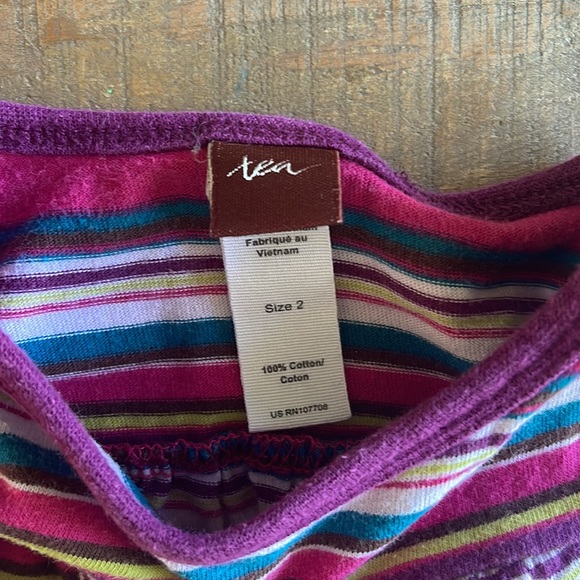 tea
Fabriqué au
Vietnam
Size 2
100% Cotton/
Coton
US RN107708